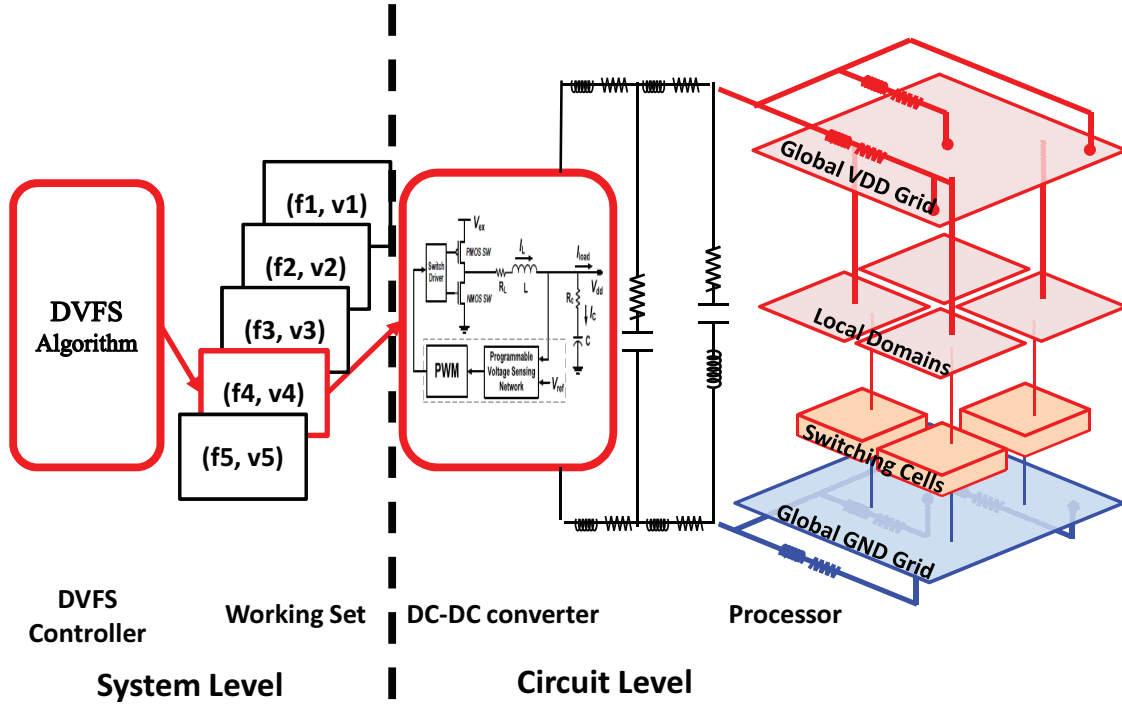 DVFS
Algorithm
(f1, v1)
(f2, v2)
(f3, v3)
(f4, v4)
(f5, v5)
Vex
PMOS SW
Switch
Driver
NMOS SW
IL
RL
L
Iload
Vdd
RC
IC
C
PWM
Programmable
Voltage Sensing
Network
Vref
Global VDD Grid
Local Domains
Switching Cells
Global GND Grid
DVFS
Controller
Working Set
DC-DC converter
Processor
System Level
Circuit Level